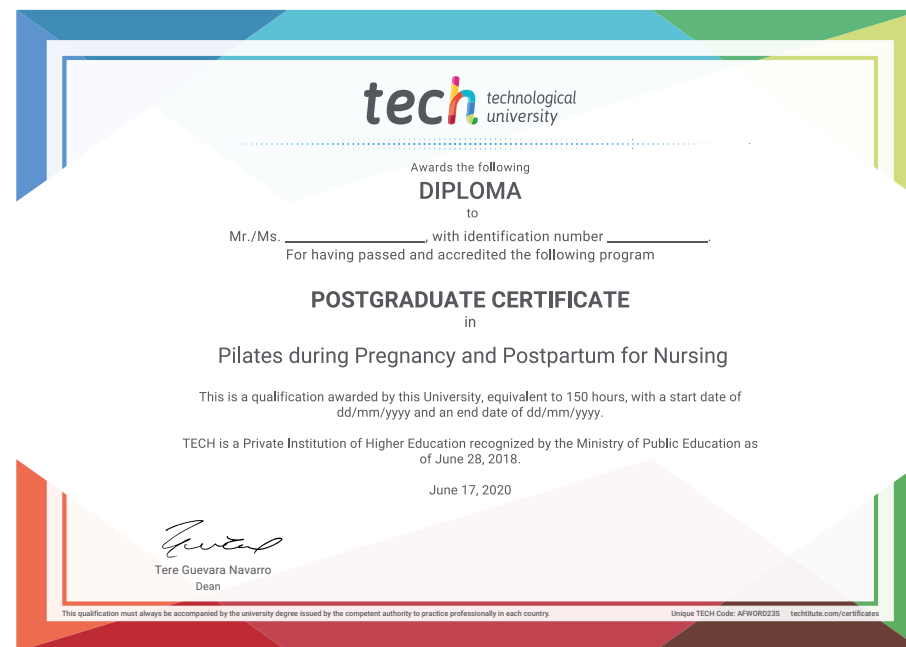 tech technological
university
Awards the following
DIPLOMA
to
Mr./Ms. ____________________, with identification number ______________.
For having passed and accredited the following program
POSTGRADUATE CERTIFICATE
in
Pilates during Pregnancy and Postpartum for Nursing
This is a qualification awarded by this University, equivalent to 150 hours, with a start date of
dd/mm/yyyy and an end date of dd/mm/yyyy.
TECH is a Private Institution of Higher Education recognized by the Ministry of Public Education as
of June 28, 2018.
June 17, 2020
Tere Guevara Navarro
Dean
This qualification must always be accompanied by the university degree issued by the competent authority to practice professionally in each country. Unique TECH Code: AFWORD23S techtitute.com/certificates